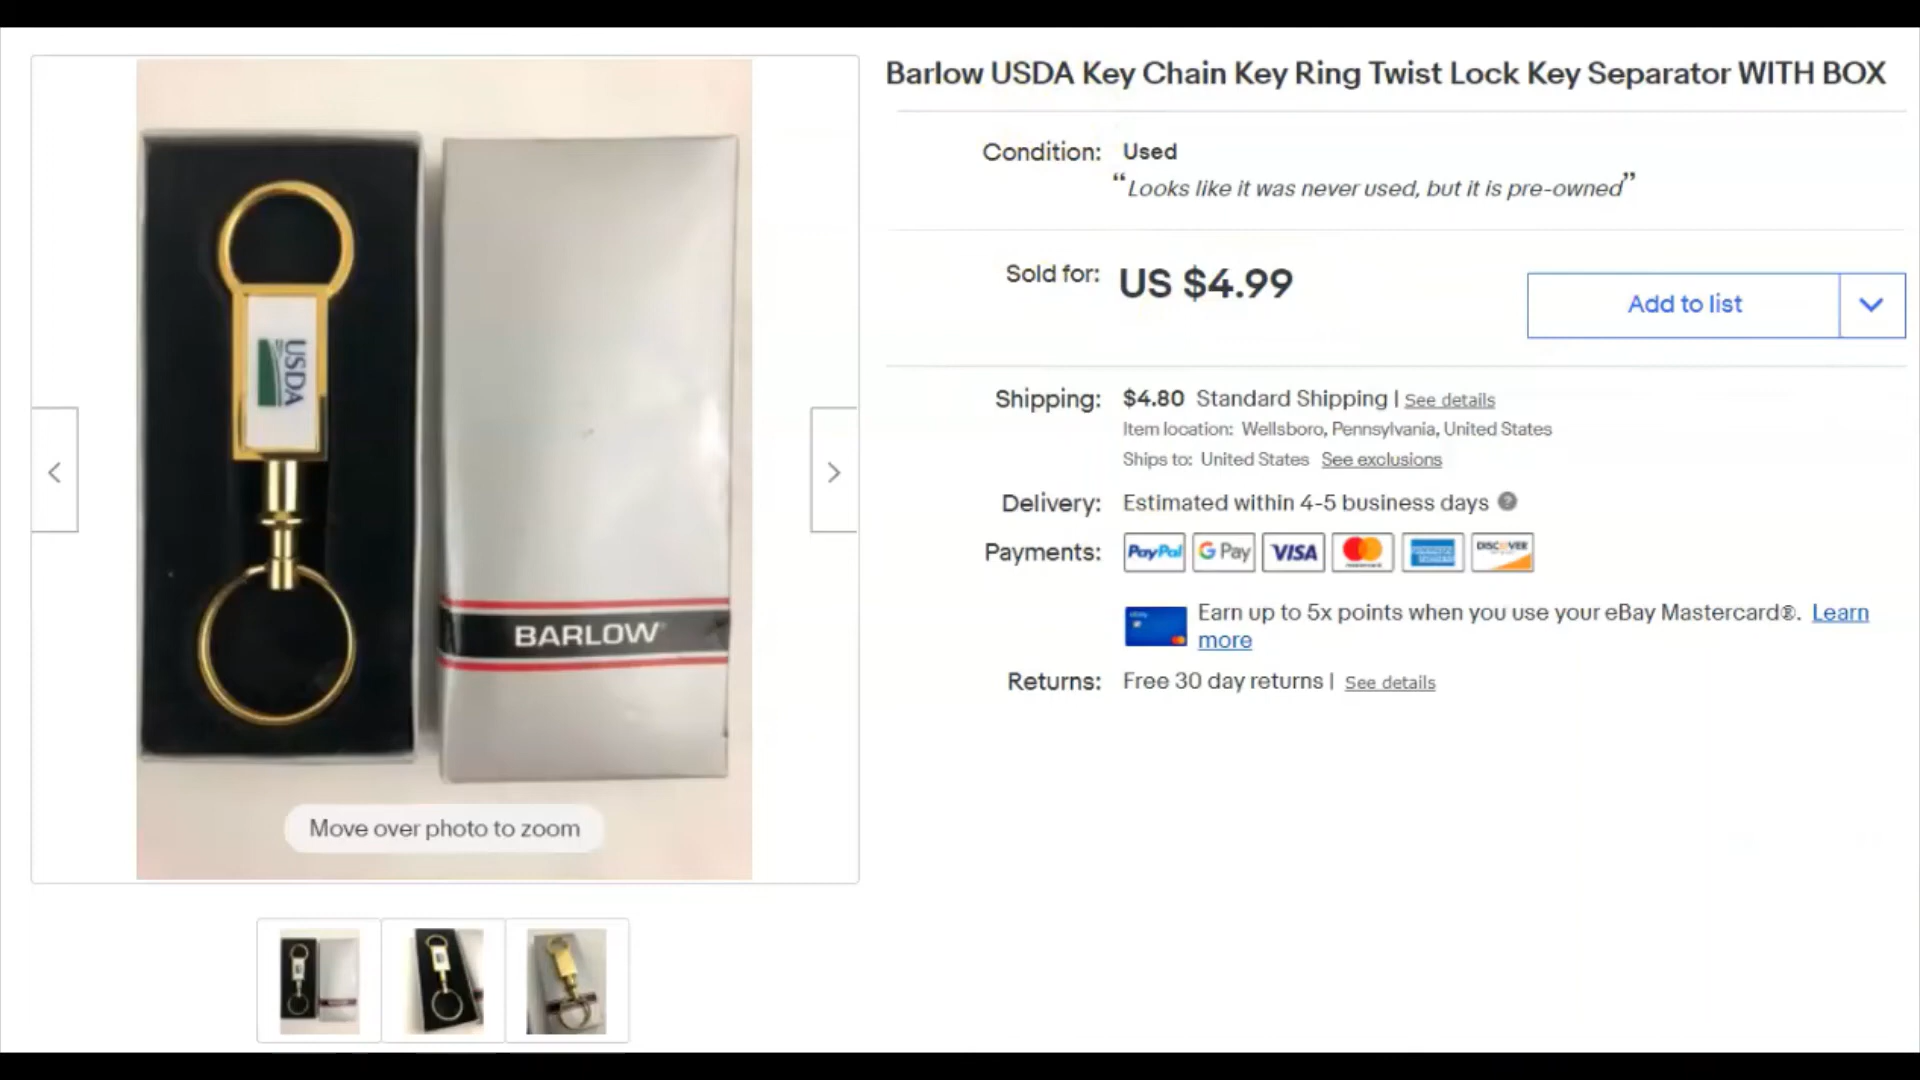 Barlow USDA Key Chain Key Ring Twist Lock Key Separator WITH BOX
Condition: Used
“Looks like it was never used, but it is pre-owned”
Sold for: US $4.99
Add to list
Shipping: $4.80 Standard Shipping | See details
Item location: Wellsboro, Pennsylvania, United States
Ships to: United States See exclusions
Delivery: Estimated within 4-5 business days ?
Payments: PayPal G Pay VISA mastercard AMERICAN EXPRESS DISCOVER
Earn up to 5x points when you use your eBay Mastercard®. Learn
more
Returns: Free 30 day returns | See details
USDA
BARLOW
Move over photo to zoom